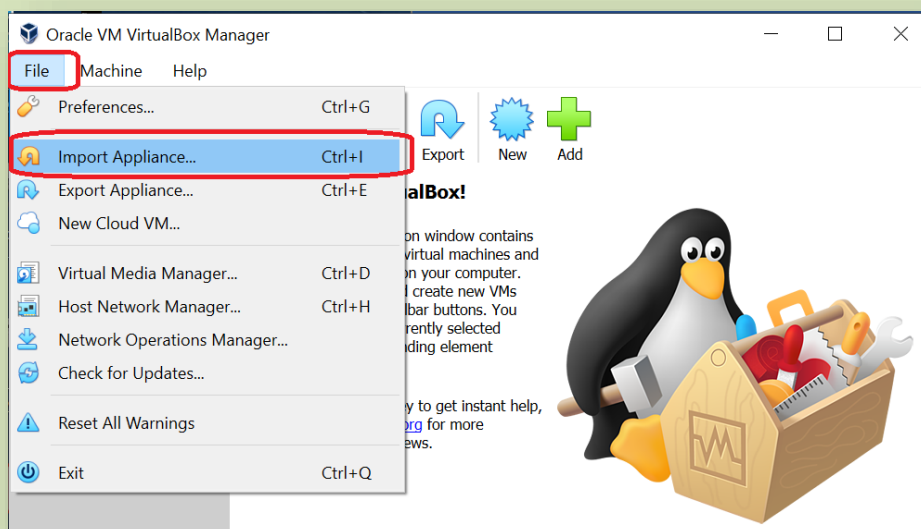 Oracle VM VirtualBox Manager
File Machine Help
Preferences... Ctrl+G
Import Appliance... Ctrl+I
Export Appliance... Ctrl+E
New Cloud VM...
Virtual Media Manager... Ctrl+D
Host Network Manager... Ctrl+H
Network Operations Manager...
Check for Updates...
Reset All Warnings
Exit Ctrl+Q
Export New Add
alBox!
on window contains
virtual machines and
on your computer.
create new VMs
bar buttons. You
rently selected
ding element
y to get instant help,
org for more
ews.